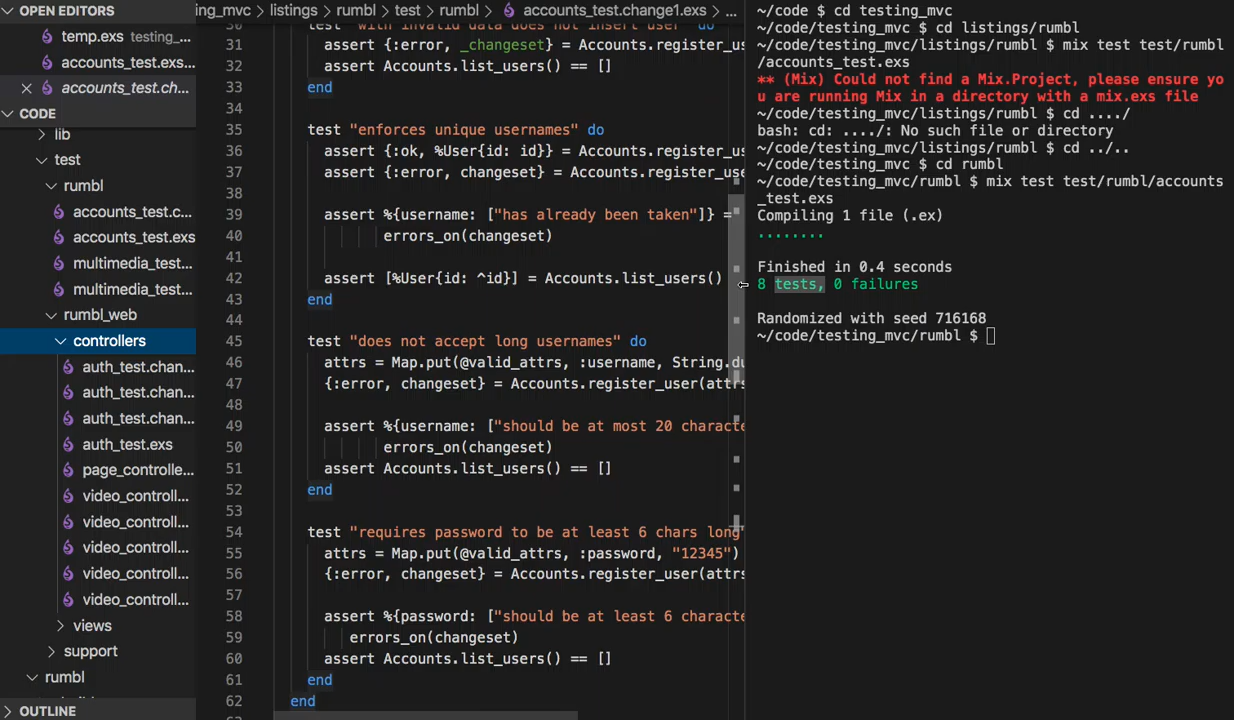 OPEN EDITORS
temp.exs testing_...
accounts_test.exs...
accounts_test.ch...
CODE
lib
test
rumbl
accounts_test.c...
accounts_test.exs
multimedia_test...
multimedia_test...
rumbl_web
controllers
auth_test.chan...
auth_test.chan...
auth_test.chan...
auth_test.exs
page_controlle...
video_controll...
video_controll...
video_controll...
video_controll...
video_controll...
views
support
rumbl
OUTLINE
ing_mvc > listings > rumbl > test > rumbl > accounts_test.change1.exs > ...
30 test "with invalid data does not insert user" do
31 assert {:error, _changeset} = Accounts.register_us
32 assert Accounts.list_users() == []
33 end
34
35 test "enforces unique usernames" do
36 assert {:ok, %User{id: id}} = Accounts.register_us
37 assert {:error, changeset} = Accounts.register_use
38
39 assert %{username: ["has already been taken"]} =
40 errors_on(changeset)
41
42 assert [%User{id: ^id}] = Accounts.list_users()
43 end
44
45 test "does not accept long usernames" do
46 attrs = Map.put(@valid_attrs, :username, String.du
47 {:error, changeset} = Accounts.register_user(attrs
48
49 assert %{username: ["should be at most 20 characte
50 errors_on(changeset)
51 assert Accounts.list_users() == []
52 end
53
54 test "requires password to be at least 6 chars long"
55 attrs = Map.put(@valid_attrs, :password, "12345")
56 {:error, changeset} = Accounts.register_user(attrs
57
58 assert %{password: ["should be at least 6 characte
59 errors_on(changeset)
60 assert Accounts.list_users() == []
61 end
62 end
~/code $ cd testing_mvc
~/code/testing_mvc $ cd listings/rumbl
~/code/testing_mvc/listings/rumbl $ mix test test/rumbl
/accounts_test.exs
** (Mix) Could not find a Mix.Project, please ensure yo
u are running Mix in a directory with a mix.exs file
~/code/testing_mvc/listings/rumbl $ cd ..../
bash: cd: ..../: No such file or directory
~/code/testing_mvc/listings/rumbl $ cd ../..
~/code/testing_mvc $ cd rumbl
~/code/testing_mvc/rumbl $ mix test test/rumbl/accounts
_test.exs
Compiling 1 file (.ex)
........
Finished in 0.4 seconds
8 tests, 0 failures
Randomized with seed 716168
~/code/testing_mvc/rumbl $